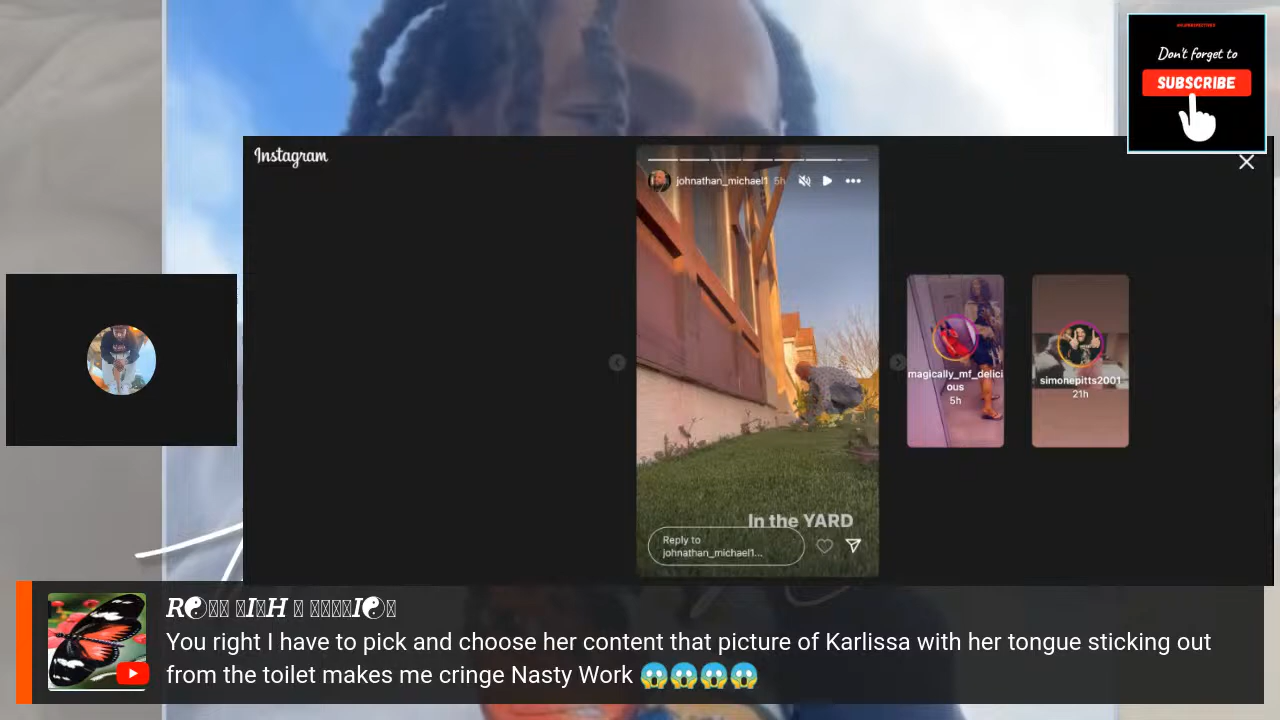 Don't forget to
SUBSCRIBE
Instagram
johnathan_michael1 5h
magically_mf_delici
ous
5h
simonepitts2001
21h
In the YARD
Reply to
johnathan_michael1...
You right I have to pick and choose her content that picture of Karlissa with her tongue sticking out
from the toilet makes me cringe Nasty Work 😱😱😱😱